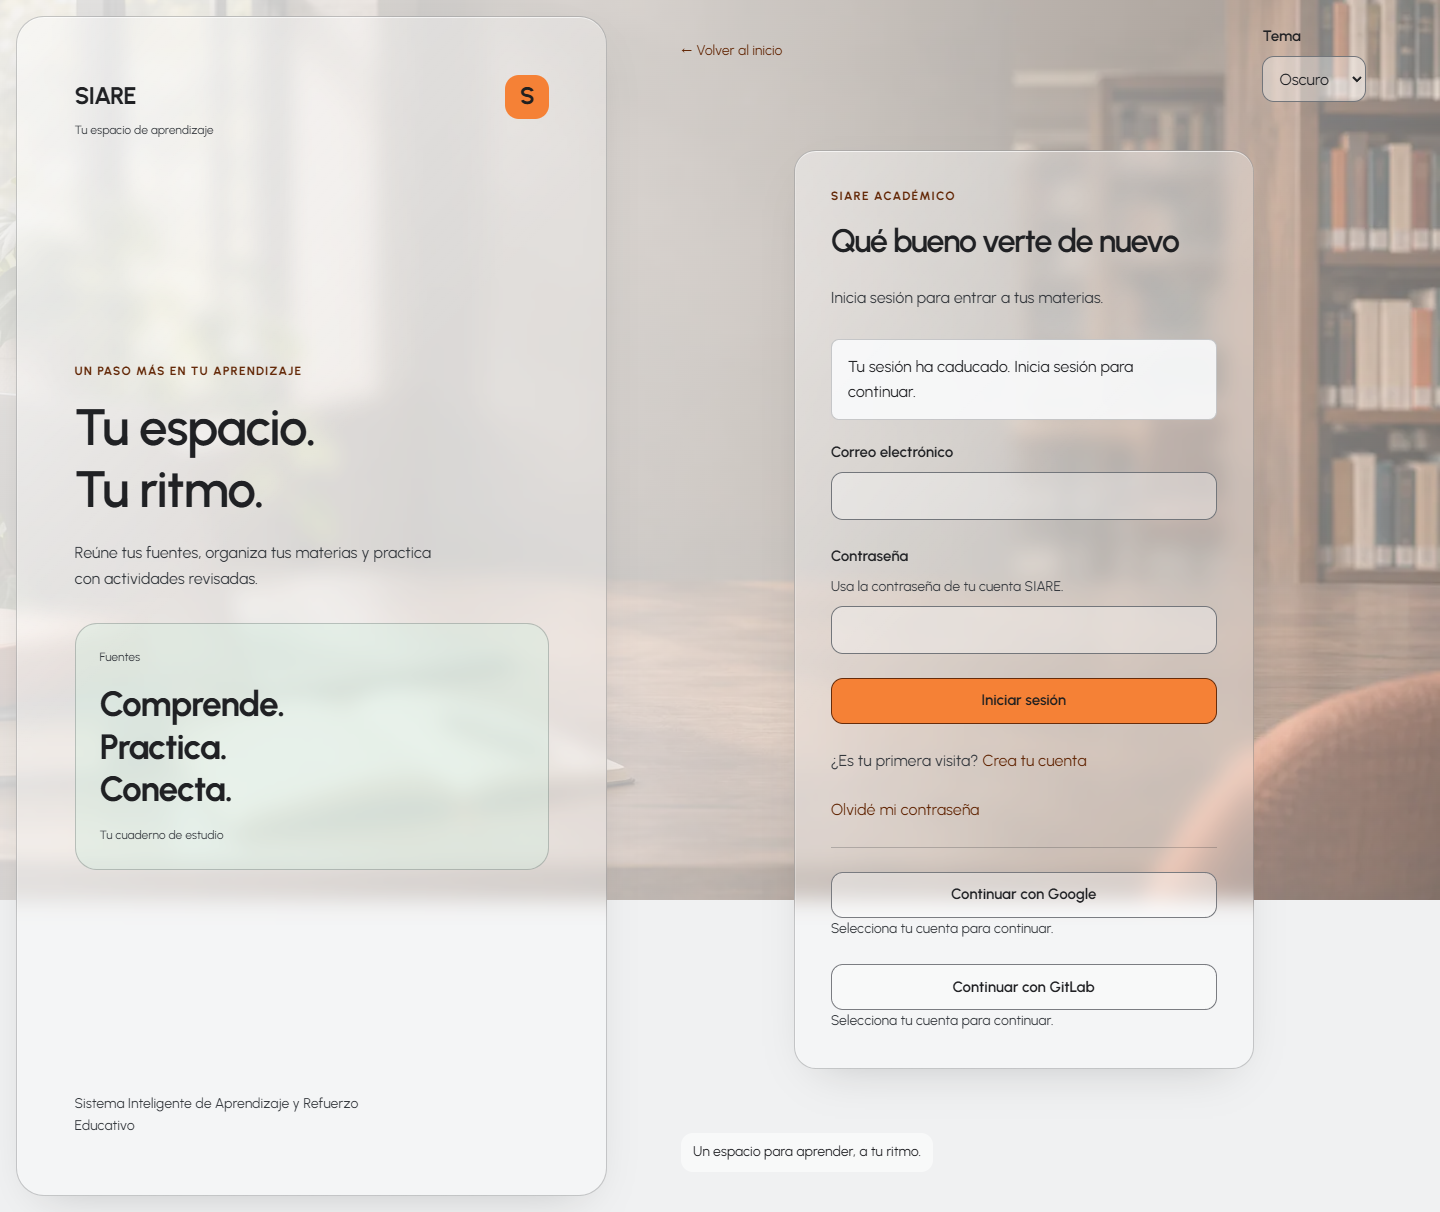 SIARE
S
Tu espacio de aprendizaje
UN PASO MÁS EN TU APRENDIZAJE
Tu espacio.
Tu ritmo.
Reúne tus fuentes, organiza tus materias y practica
con actividades revisadas.
Fuentes
Comprende.
Practica.
Conecta.
Tu cuaderno de estudio
Sistema Inteligente de Aprendizaje y Refuerzo
Educativo
← Volver al inicio
Tema
Oscuro
SIARE ACADÉMICO
Qué bueno verte de nuevo
Inicia sesión para entrar a tus materias.
Tu sesión ha caducado. Inicia sesión para
continuar.
Correo electrónico
Contraseña
Usa la contraseña de tu cuenta SIARE.
Iniciar sesión
¿Es tu primera visita? Crea tu cuenta
Olvidé mi contraseña
Continuar con Google
Selecciona tu cuenta para continuar.
Continuar con GitLab
Selecciona tu cuenta para continuar.
Un espacio para aprender, a tu ritmo.